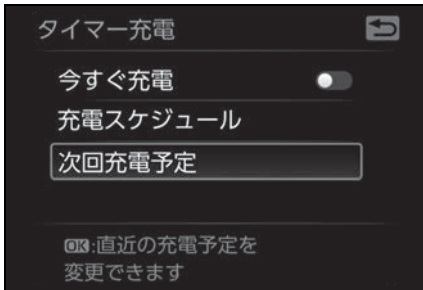 タイマー充電
今すぐ充電
充電スケジュール
次回充電予定
OK:直近の充電予定を
変更できます